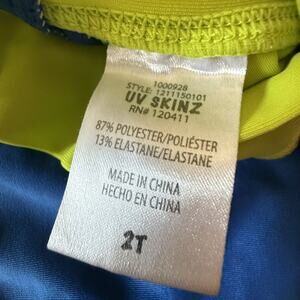 1000928
STYLE: 1211150101
UV SKINZ
RN# 120411
87% POLYESTER/POLIÉSTER
13% ELASTANE/ELASTANE
MADE IN CHINA
HECHO EN CHINA
2T